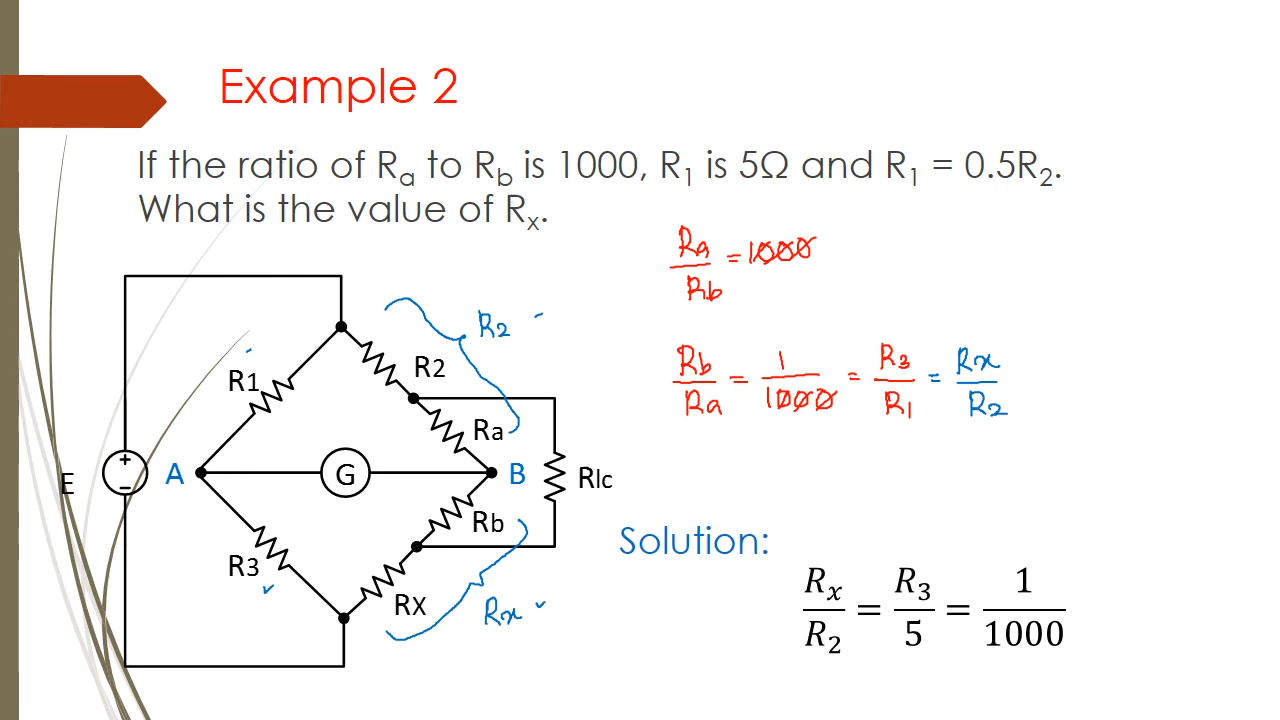 Example 2
If the ratio of Ra to Rb is 1000, R1 is 5Ω and R1 = 0.5R2.
What is the value of Rx.
Ra/Rb = 1000
Rb/Ra = 1/1000 = R3/R1 = Rx/R2
R2
R1
R2
Ra
E
A
G
B
Rlc
Rb
R3
RX
Rx
Solution:
Rx/R2 = R3/5 = 1/1000